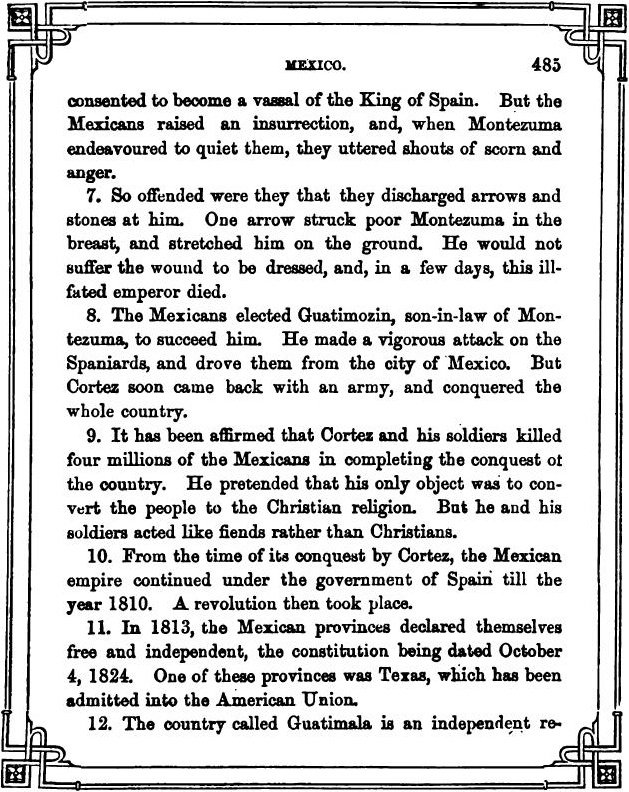 MEXICO. 485
consented to become a vassal of the King of Spain. But the
Mexicans raised an insurrection, and, when Montezuma
endeavoured to quiet them, they uttered shouts of scorn and
anger.
7. So offended were they that they discharged arrows and
stones at him. One arrow struck poor Montezuma in the
breast, and stretched him on the ground. He would not
suffer the wound to be dressed, and, in a few days, this ill-
fated emperor died.
8. The Mexicans elected Guatimozin, son-in-law of Mon-
tezuma, to succeed him. He made a vigorous attack on the
Spaniards, and drove them from the city of Mexico. But
Cortez soon came back with an army, and conquered the
whole country.
9. It has been affirmed that Cortez and his soldiers killed
four millions of the Mexicans in completing the conquest of
the country. He pretended that his only object was to con-
vert the people to the Christian religion. But he and his
soldiers acted like fiends rather than Christians.
10. From the time of its conquest by Cortez, the Mexican
empire continued under the government of Spain till the
year 1810. A revolution then took place.
11. In 1813, the Mexican provinces declared themselves
free and independent, the constitution being dated October
4, 1824. One of these provinces was Texas, which has been
admitted into the American Union.
12. The country called Guatimala is an independent re-